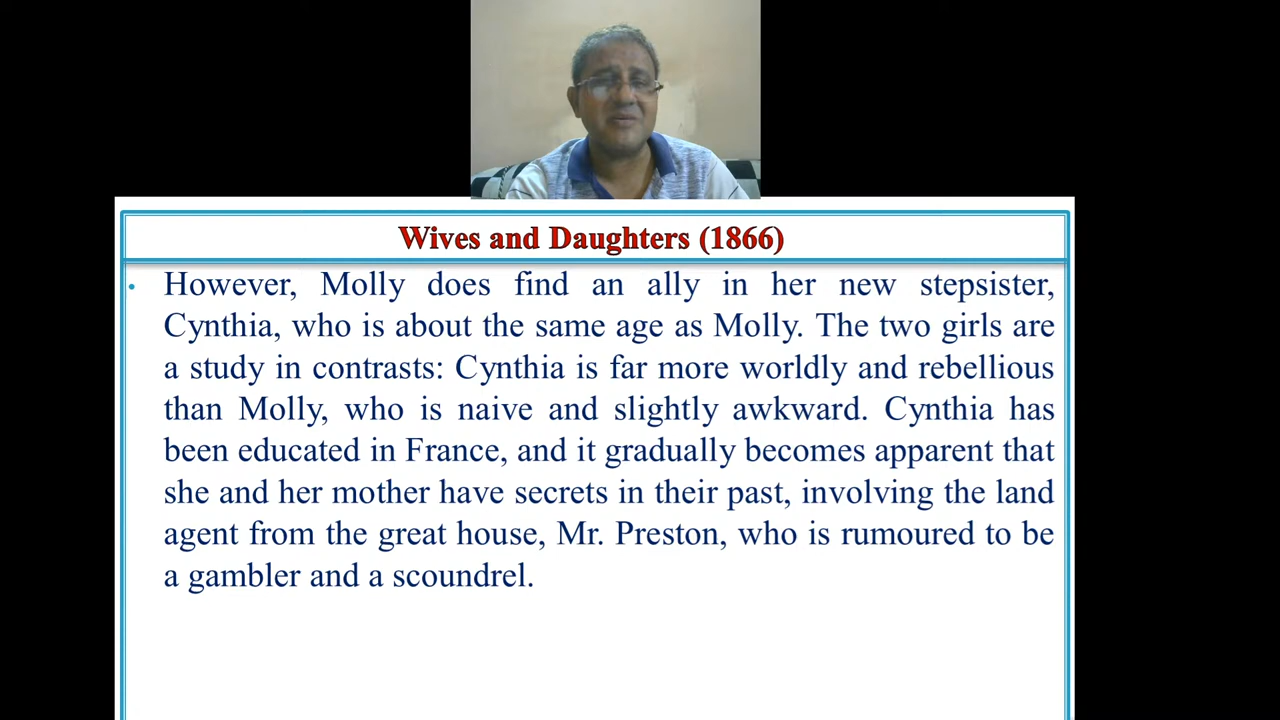 Wives and Daughters (1866)
• However, Molly does find an ally in her new stepsister,
Cynthia, who is about the same age as Molly. The two girls are
a study in contrasts: Cynthia is far more worldly and rebellious
than Molly, who is naive and slightly awkward. Cynthia has
been educated in France, and it gradually becomes apparent that
she and her mother have secrets in their past, involving the land
agent from the great house, Mr. Preston, who is rumoured to be
a gambler and a scoundrel.